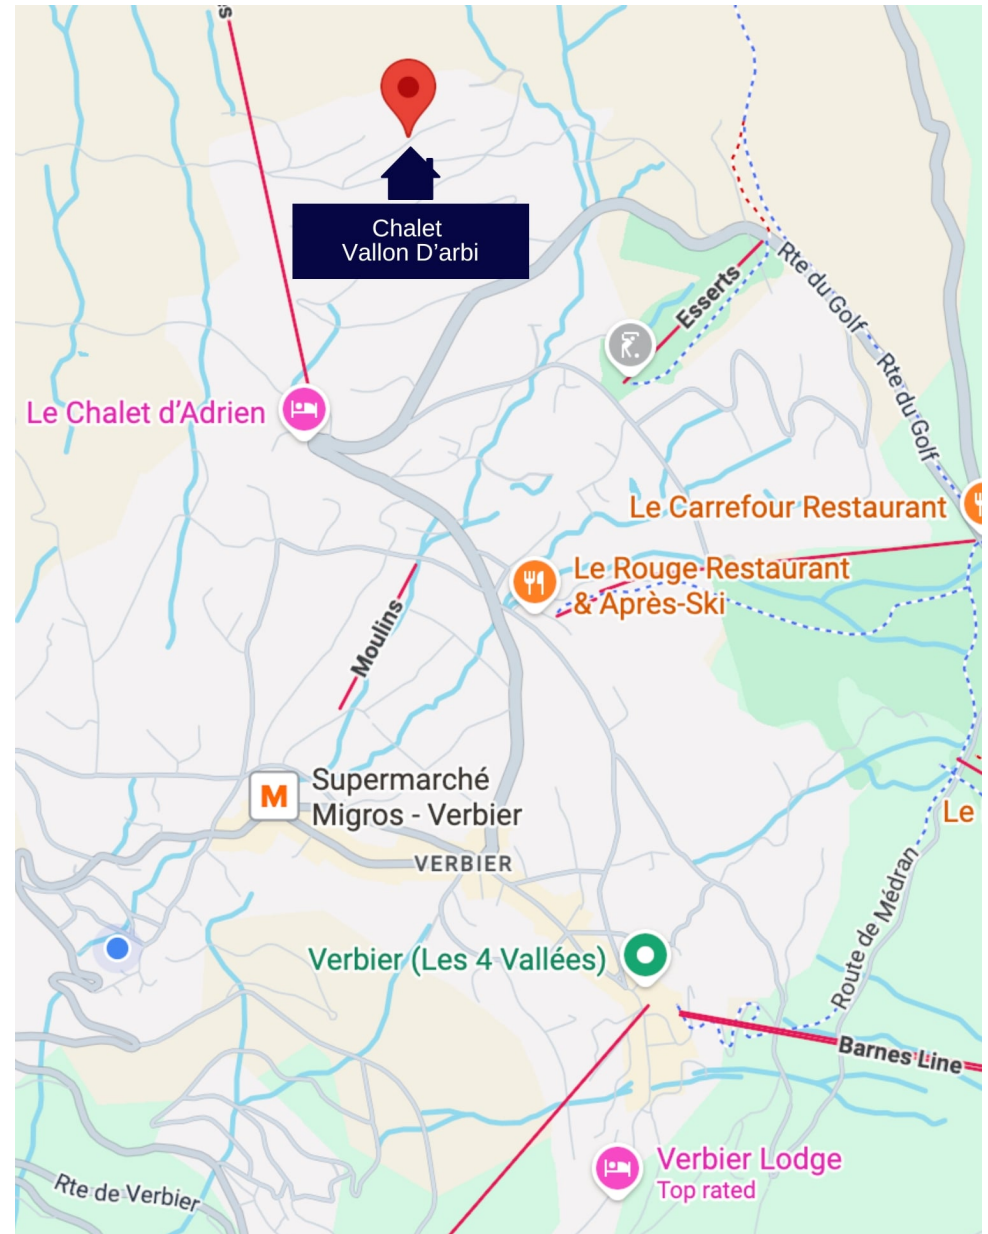 s
Chalet
Vallon D’arbi
Rte du Golf
Esserts
Rte du Golf
Le Chalet d’Adrien
Le Carrefour Restaurant
Le Rouge Restaurant
& Après-Ski
Moulins
Supermarché
Migros - Verbier
M
Le
VERBIER
Route de Médran
Verbier (Les 4 Vallées)
Barnes Line
Verbier Lodge
Top rated
Rte de Verbier